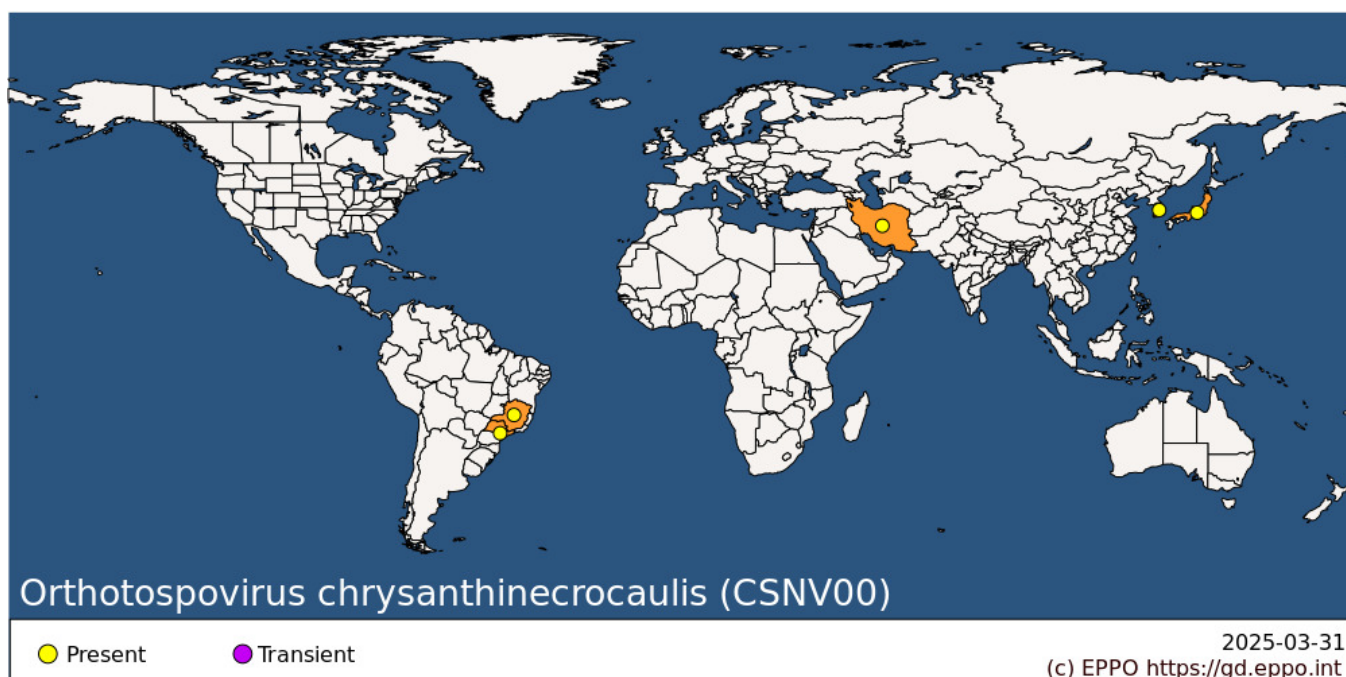 Orthotospovirus chrysanthinecrocaulis (CSNV00)
Present
Transient
2025-03-31
(c) EPPO https://gd.eppo.int